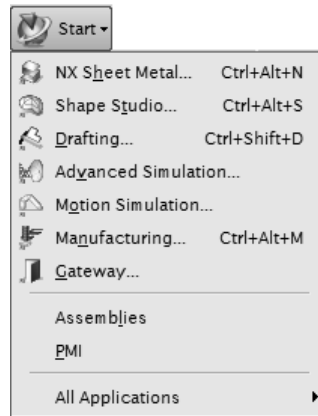 Start
NX Sheet Metal... Ctrl+Alt+N
Shape Studio... Ctrl+Alt+S
Drafting... Ctrl+Shift+D
Advanced Simulation...
Motion Simulation...
Manufacturing... Ctrl+Alt+M
Gateway...
Assemblies
PMI
All Applications